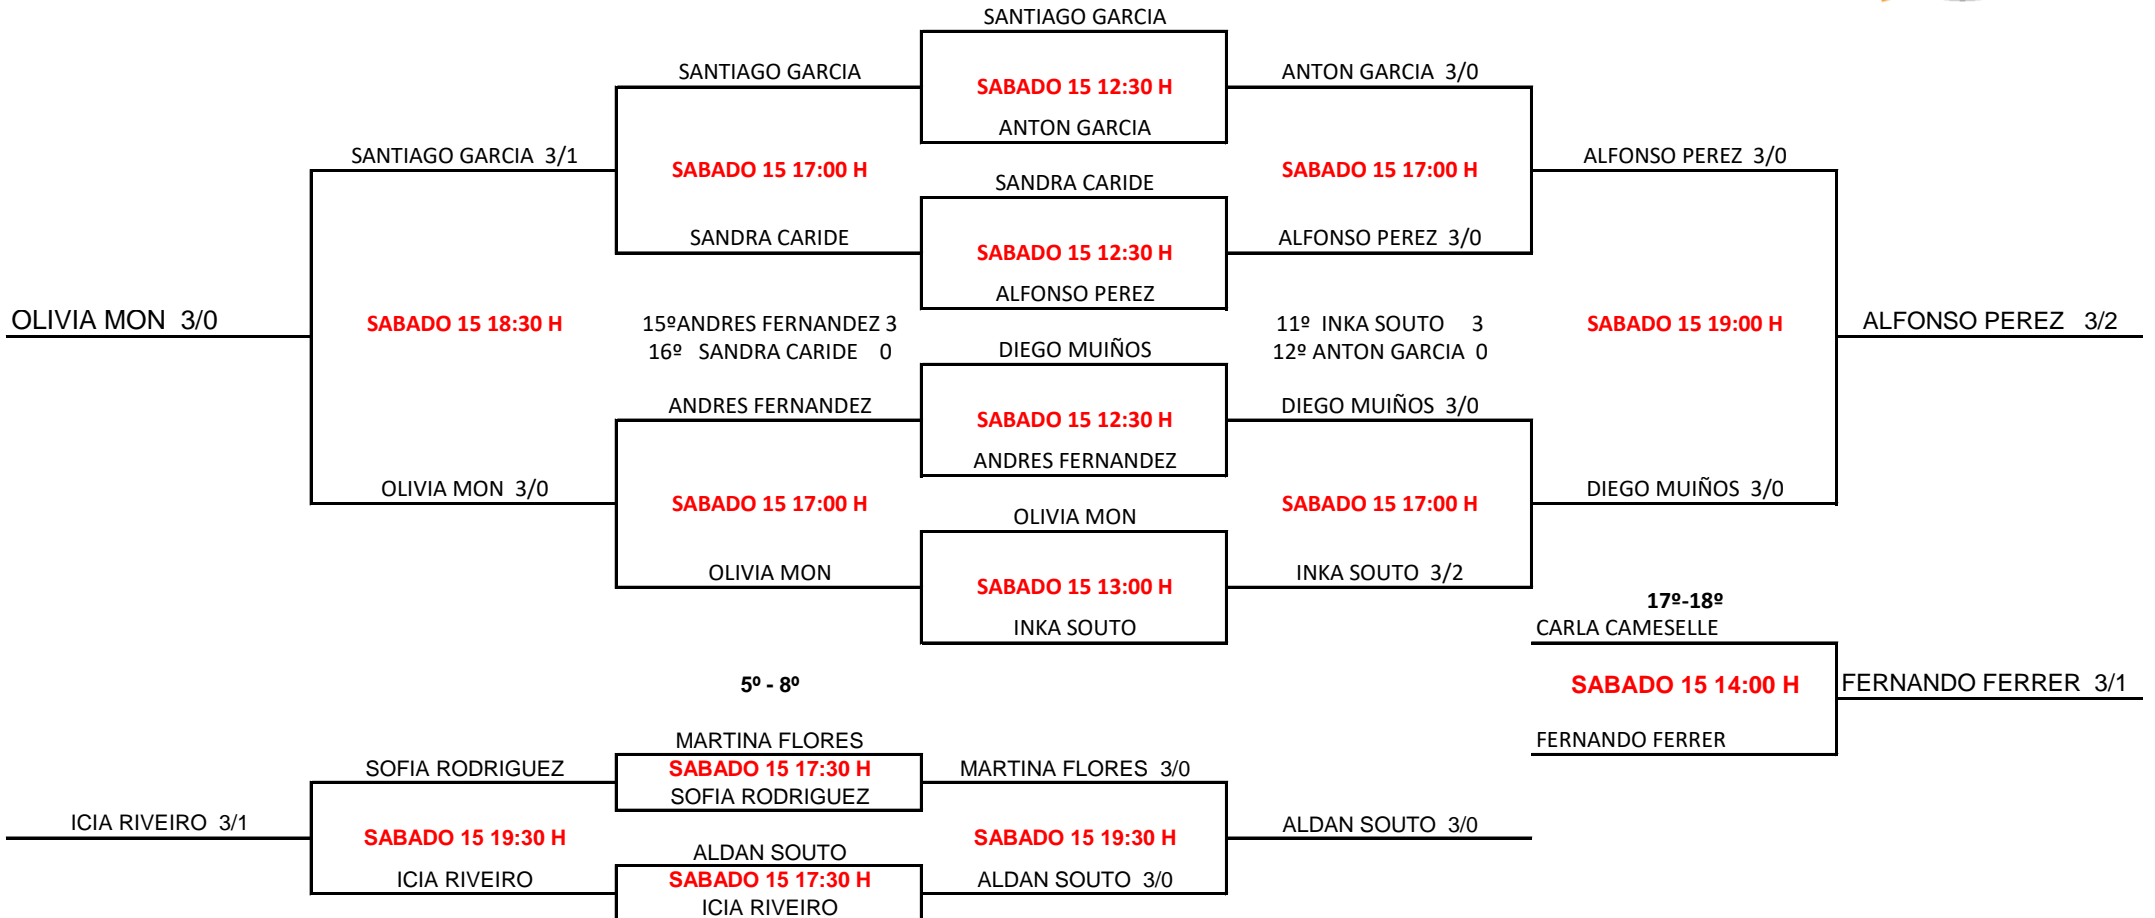 SANTIAGO GARCIA
SANTIAGO GARCIA
SABADO 15 12:30 H
ANTON GARCIA 3/0
ANTON GARCIA
SANTIAGO GARCIA 3/1
SABADO 15 17:00 H
SANDRA CARIDE
SABADO 15 17:00 H
ALFONSO PEREZ 3/0
SANDRA CARIDE
SABADO 15 12:30 H
ALFONSO PEREZ 3/0
ALFONSO PEREZ
OLIVIA MON 3/0
SABADO 15 18:30 H
15ºANDRES FERNANDEZ 3
16º SANDRA CARIDE 0
DIEGO MUIÑOS
11º INKA SOUTO 3
12º ANTON GARCIA 0
SABADO 15 19:00 H
ALFONSO PEREZ 3/2
ANDRES FERNANDEZ
SABADO 15 12:30 H
DIEGO MUIÑOS 3/0
ANDRES FERNANDEZ
OLIVIA MON 3/0
SABADO 15 17:00 H
OLIVIA MON
SABADO 15 17:00 H
DIEGO MUIÑOS 3/0
OLIVIA MON
SABADO 15 13:00 H
INKA SOUTO 3/2
INKA SOUTO
17º-18º
CARLA CAMESELLE
SABADO 15 14:00 H
FERNANDO FERRER 3/1
FERNANDO FERRER
5º - 8º
MARTINA FLORES
SOFIA RODRIGUEZ
SABADO 15 17:30 H
MARTINA FLORES 3/0
SOFIA RODRIGUEZ
ICIA RIVEIRO 3/1
SABADO 15 19:30 H
ALDAN SOUTO
SABADO 15 19:30 H
ALDAN SOUTO 3/0
ICIA RIVEIRO
SABADO 15 17:30 H
ALDAN SOUTO 3/0
ICIA RIVEIRO